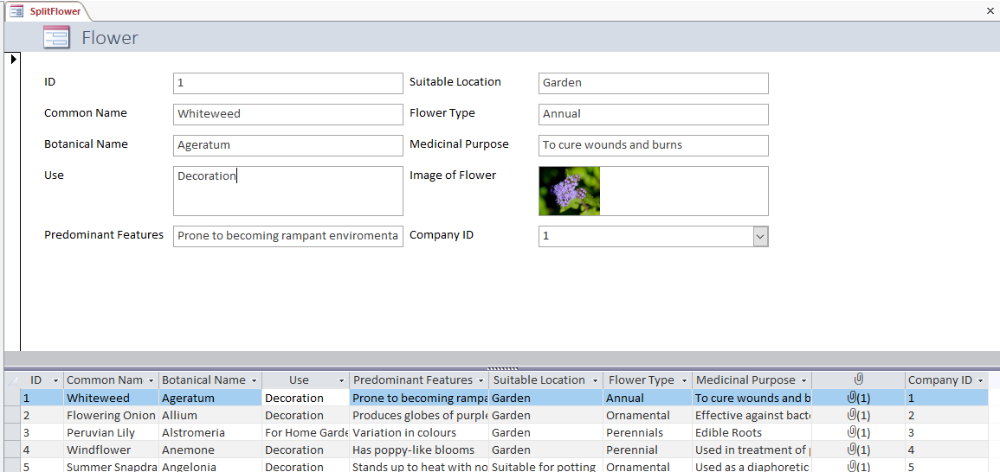 SplitFlower
Flower
ID 1 Suitable Location Garden
Common Name Whiteweed Flower Type Annual
Botanical Name Ageratum Medicinal Purpose To cure wounds and burns
Use Decoration Image of Flower
Predominant Features Prone to becoming rampant enviromenta Company ID 1
ID Common Nam Botanical Name Use Predominant Features Suitable Location Flower Type Medicinal Purpose Company ID
1 Whiteweed Ageratum Decoration Prone to becoming rampa Garden Annual To cure wounds and b (1) 1
2 Flowering Onion Allium Decoration Produces globes of purple Garden Ornamental Effective against bacte (1) 2
3 Peruvian Lily Alstromeria For Home Garde Variation in colours Garden Perennials Edible Roots (1) 3
4 Windflower Anemone Decoration Has poppy-like blooms Garden Perennial Used in treatment of (1) 4
5 Summer Snapdra Angelonia Decoration Stands up to heat with no Suitable for potting Ornamental Used as a diaphoretic (1) 5